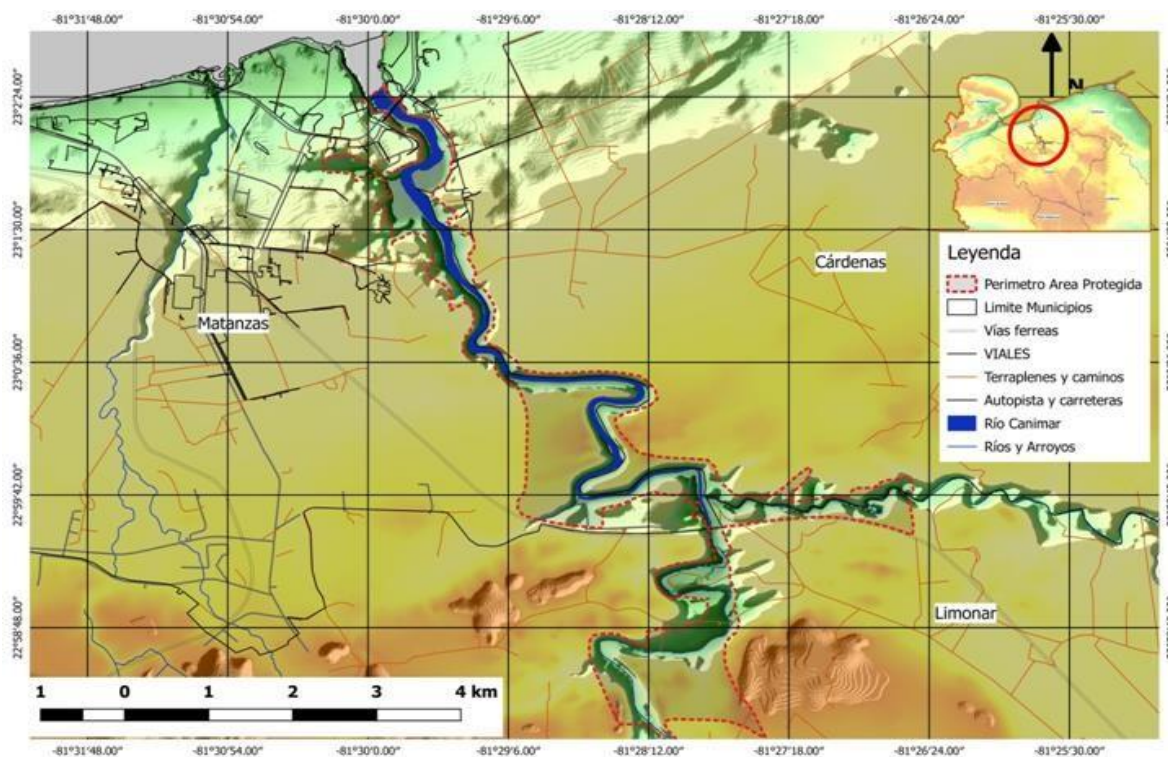 -81°31'48.00" -81°30'54.00" -81°30'0.00" -81°29'6.00" -81°28'12.00" -81°27'18.00" -81°26'24.00" -81°25'30.00"
23°2'24.00"
N
23°1'30.00"
Cárdenas
Matanzas
Leyenda
Perimetro Area Protegida
Limite Municipios
Vías ferreas
VIALES
Terraplenes y caminos
Autopista y carreteras
Río Canimar
Ríos y Arroyos
23°0'36.00"
22°59'42.00"
22°58'48.00"
Limonar
1 0 1 2 3 4 km
-81°31'48.00" -81°30'54.00" -81°30'0.00" -81°29'6.00" -81°28'12.00" -81°27'18.00" -81°26'24.00" -81°25'30.00"